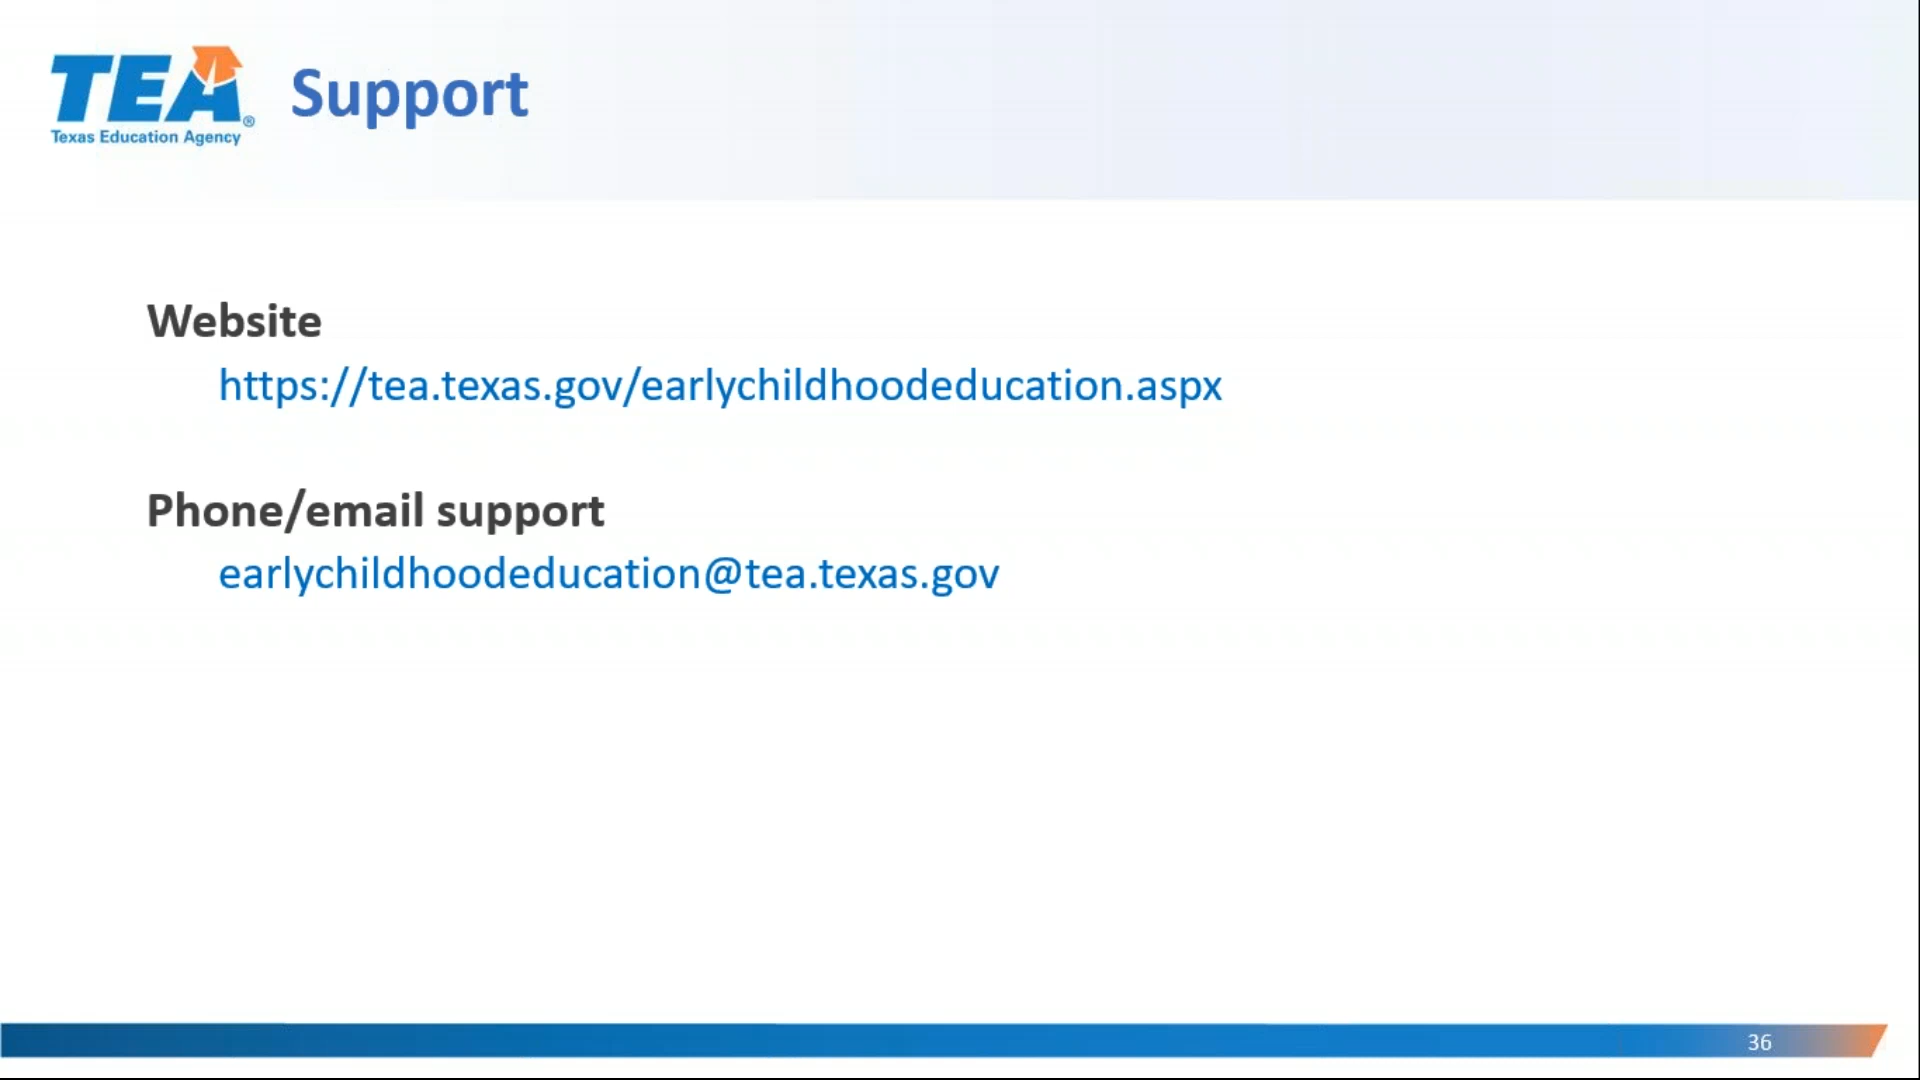 TEA®
Texas Education Agency
Support
Website
https://tea.texas.gov/earlychildhoodeducation.aspx
Phone/email support
earlychildhoodeducation@tea.texas.gov
36